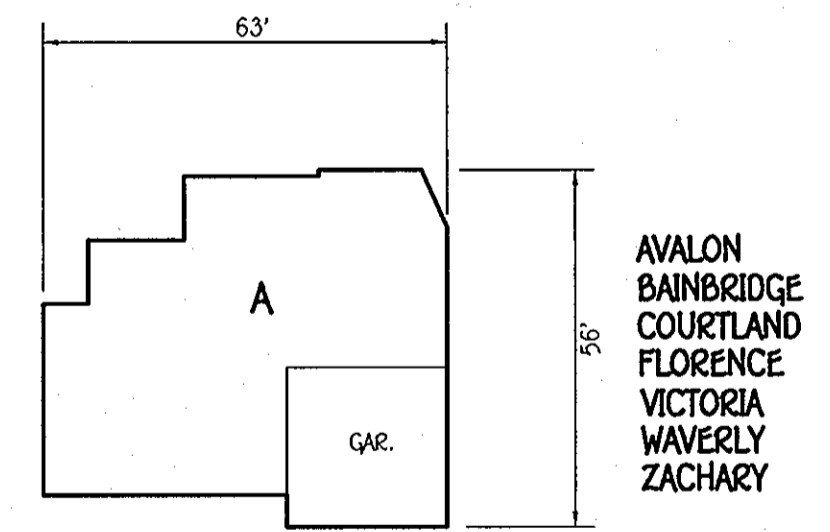 63'
A
56'
GAR.
AVALON
BAINBRIDGE
COURTLAND
FLORENCE
VICTORIA
WAVERLY
ZACHARY